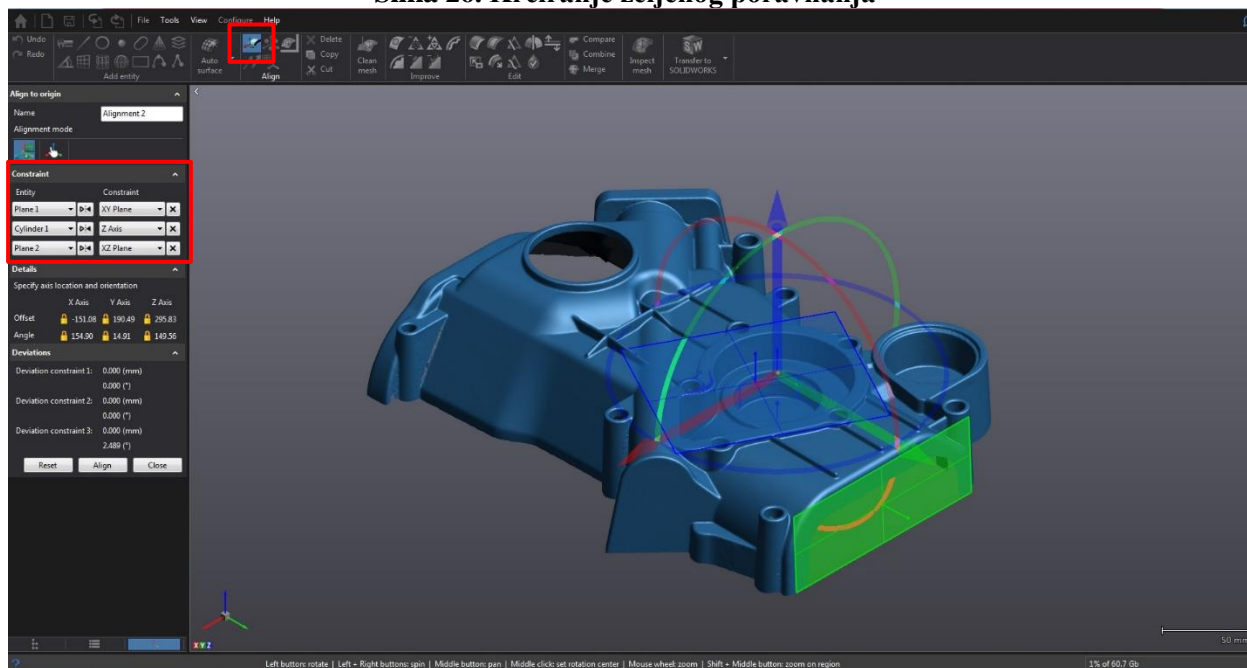 Slika 26. Kreiranje željenog poravnanja
File Tools View Configure Help
Undo
Redo
Add entity
Auto surface
Align
Delete
Copy
Cut
Clean mesh
Improve
Edit
Compare
Combine
Merge
Inspect mesh
Transfer to SOLIDWORKS
Align to origin
Name Alignment 2
Alignment mode
Constraint
Entity Constraint
Plane 1 XY Plane
Cylinder 1 Z Axis
Plane 2 XZ Plane
Details
Specify axis location and orientation
X Axis Y Axis Z Axis
Offset -151.08 190.49 295.83
Angle 154.90 14.91 149.56
Deviations
Deviation constraint 1: 0.000 (mm)
0.000 (°)
Deviation constraint 2: 0.000 (mm)
0.000 (°)
Deviation constraint 3: 0.000 (mm)
2.489 (°)
Reset Align Close
X Y Z
50 mm
Left button: rotate | Left + Right buttons: spin | Middle button: pan | Middle click: set rotation center | Mouse wheel: zoom | Shift + Middle button: zoom on region
1% of 60.7 Gb